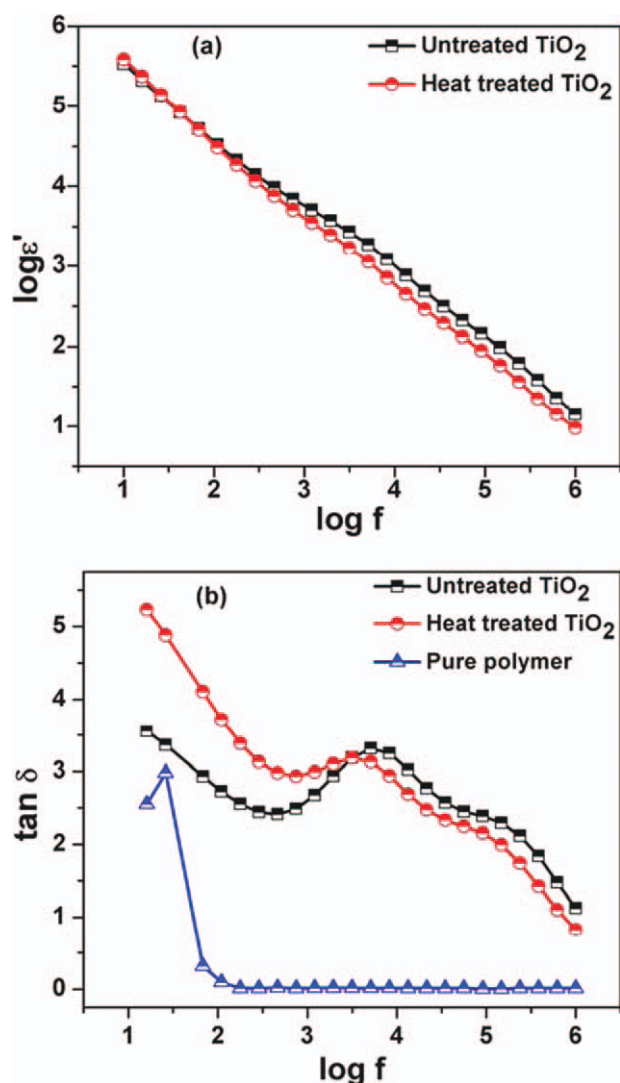 (a)
Untreated TiO2
Heat treated TiO2
6
5
4
3
2
1
logε'
1 2 3 4 5 6
log f
(b)
Untreated TiO2
Heat treated TiO2
Pure polymer
5
4
3
2
1
0
tan δ
1 2 3 4 5 6
log f